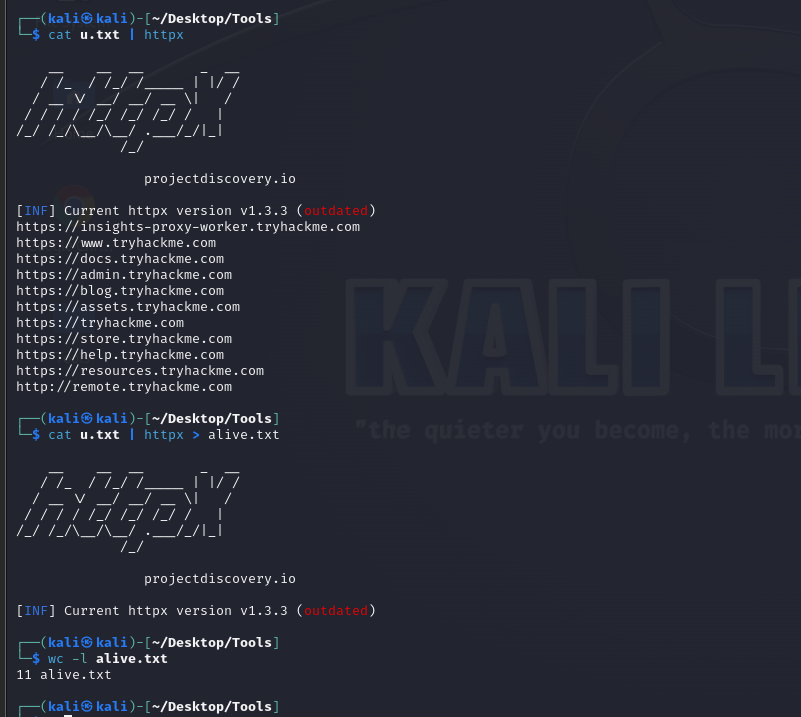 ┌──(kali㉿kali)-[~/Desktop/Tools]
└─$ cat u.txt | httpx
    __    __  __       _  __
   / /_  / /_/ /_____ | |/ /
  / __ \/ __/ __/ __ \|   /
 / / / / /_/ /_/ /_/ /   |
/_/ /_/\__/\__/ .___/_/|_|
             /_/
projectdiscovery.io
[INF] Current httpx version v1.3.3 (outdated)
https://insights-proxy-worker.tryhackme.com
https://www.tryhackme.com
https://docs.tryhackme.com
https://admin.tryhackme.com
https://blog.tryhackme.com
https://assets.tryhackme.com
https://tryhackme.com
https://store.tryhackme.com
https://help.tryhackme.com
https://resources.tryhackme.com
http://remote.tryhackme.com
KALI L
┌──(kali㉿kali)-[~/Desktop/Tools]
└─$ cat u.txt | httpx > alive.txt
"the quieter you become, the mor
    __    __  __       _  __
   / /_  / /_/ /_____ | |/ /
  / __ \/ __/ __/ __ \|   /
 / / / / /_/ /_/ /_/ /   |
/_/ /_/\__/\__/ .___/_/|_|
             /_/
projectdiscovery.io
[INF] Current httpx version v1.3.3 (outdated)
┌──(kali㉿kali)-[~/Desktop/Tools]
└─$ wc -l alive.txt
11 alive.txt
┌──(kali㉿kali)-[~/Desktop/Tools]